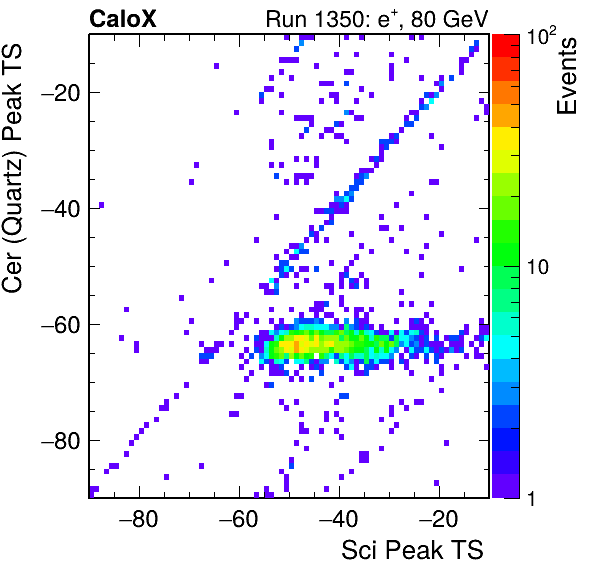 CaloX Run 1350: e⁺, 80 GeV
Cer (Quartz) Peak TS
−20
−40
−60
−80
−80 −60 −40 −20
Sci Peak TS
10²
10
1
Events